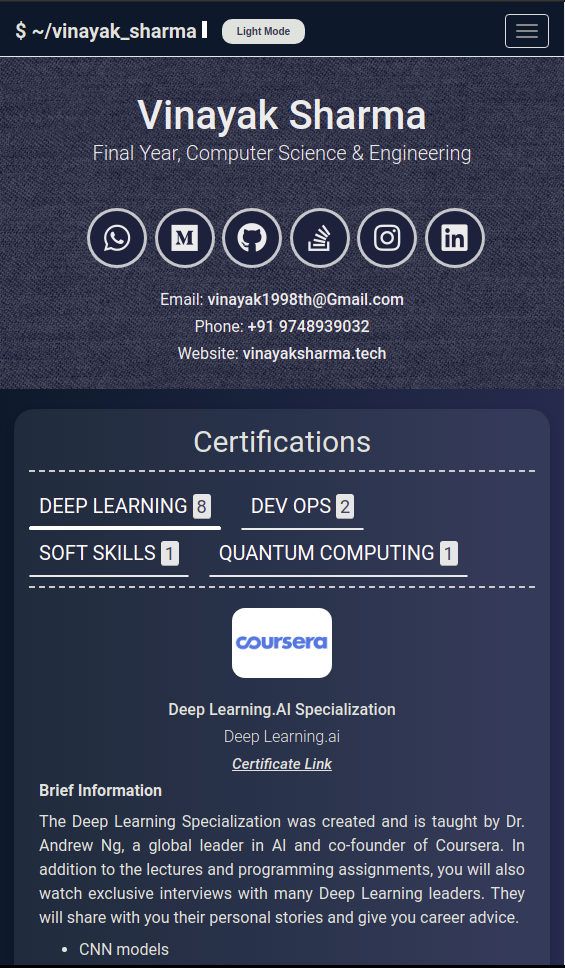 $ ~/vinayak_sharma
Light Mode
Vinayak Sharma
Final Year, Computer Science & Engineering
Email: vinayak1998th@Gmail.com
Phone: +91 9748939032
Website: vinayaksharma.tech
Certifications
DEEP LEARNING 8
DEV OPS 2
SOFT SKILLS 1
QUANTUM COMPUTING 1
coursera
Deep Learning.AI Specialization
Deep Learning.ai
Certificate Link
Brief Information
The Deep Learning Specialization was created and is taught by Dr.
Andrew Ng, a global leader in AI and co-founder of Coursera. In
addition to the lectures and programming assignments, you will also
watch exclusive interviews with many Deep Learning leaders. They
will share with you their personal stories and give you career advice.
• CNN models